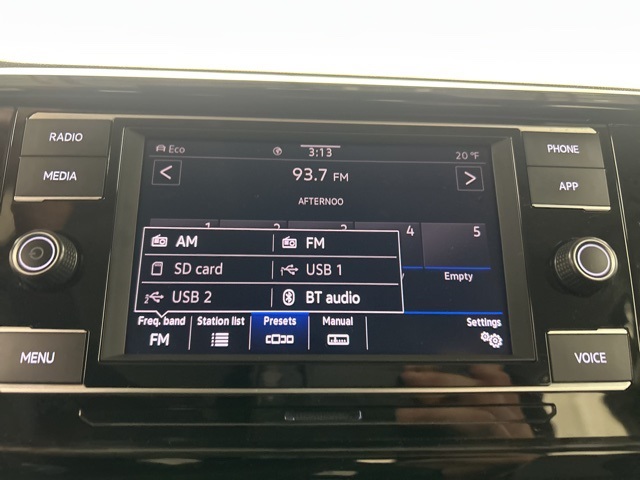 RADIO
MEDIA
MENU
PHONE
APP
VOICE
Eco 3:13 20 °F
< 93.7 FM >
AFTERNOO
1 2 3 4 5
AM FM
SD card USB 1
2 USB 2 BT audio
Empty
Freq. band Station list Presets Manual Settings
FM